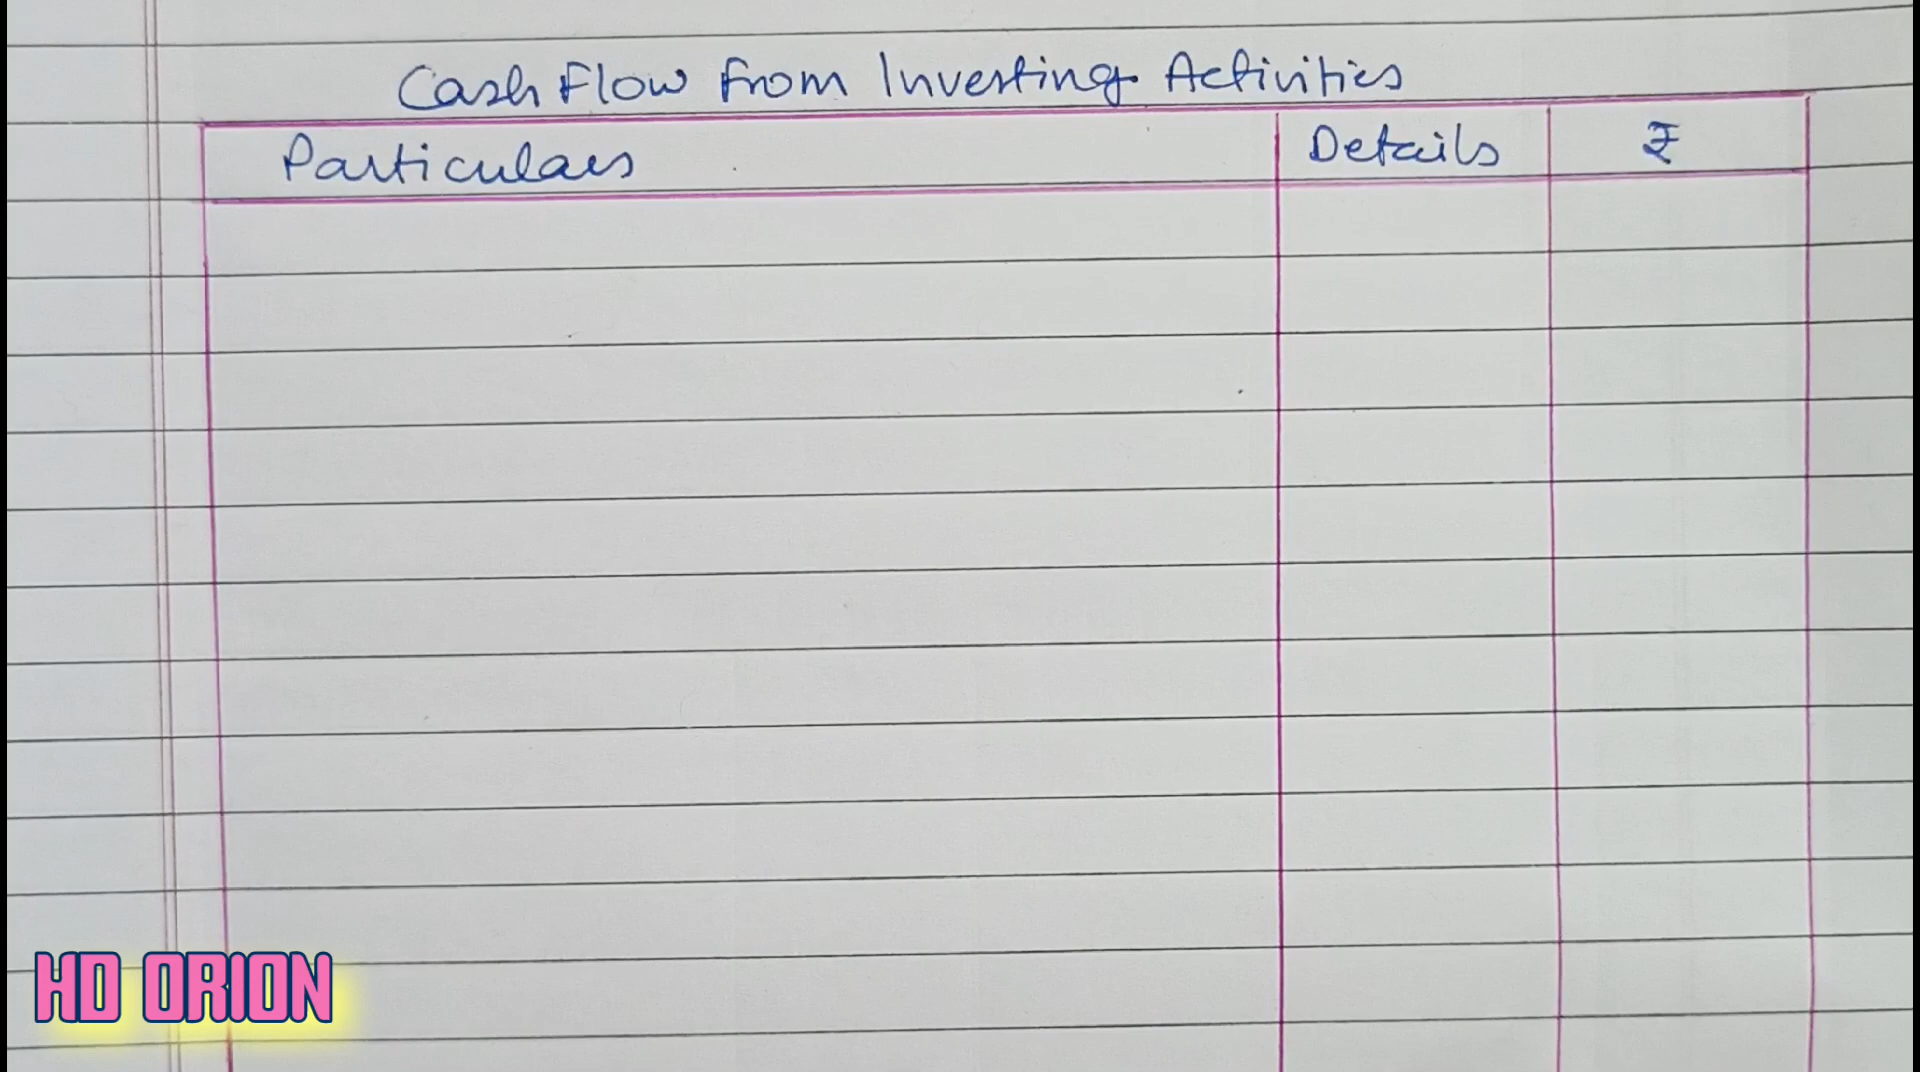 Cash Flow From Investing Activities
Particulars Details ₹
HD ORION